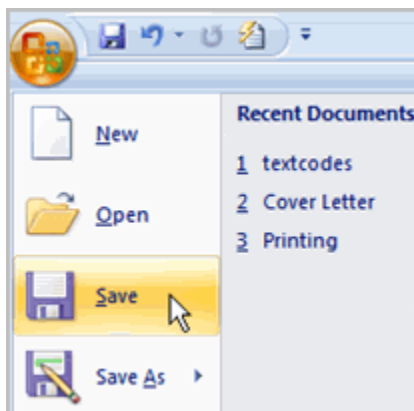 New
Open
Save
Save As
Recent Documents
1 textcodes
2 Cover Letter
3 Printing